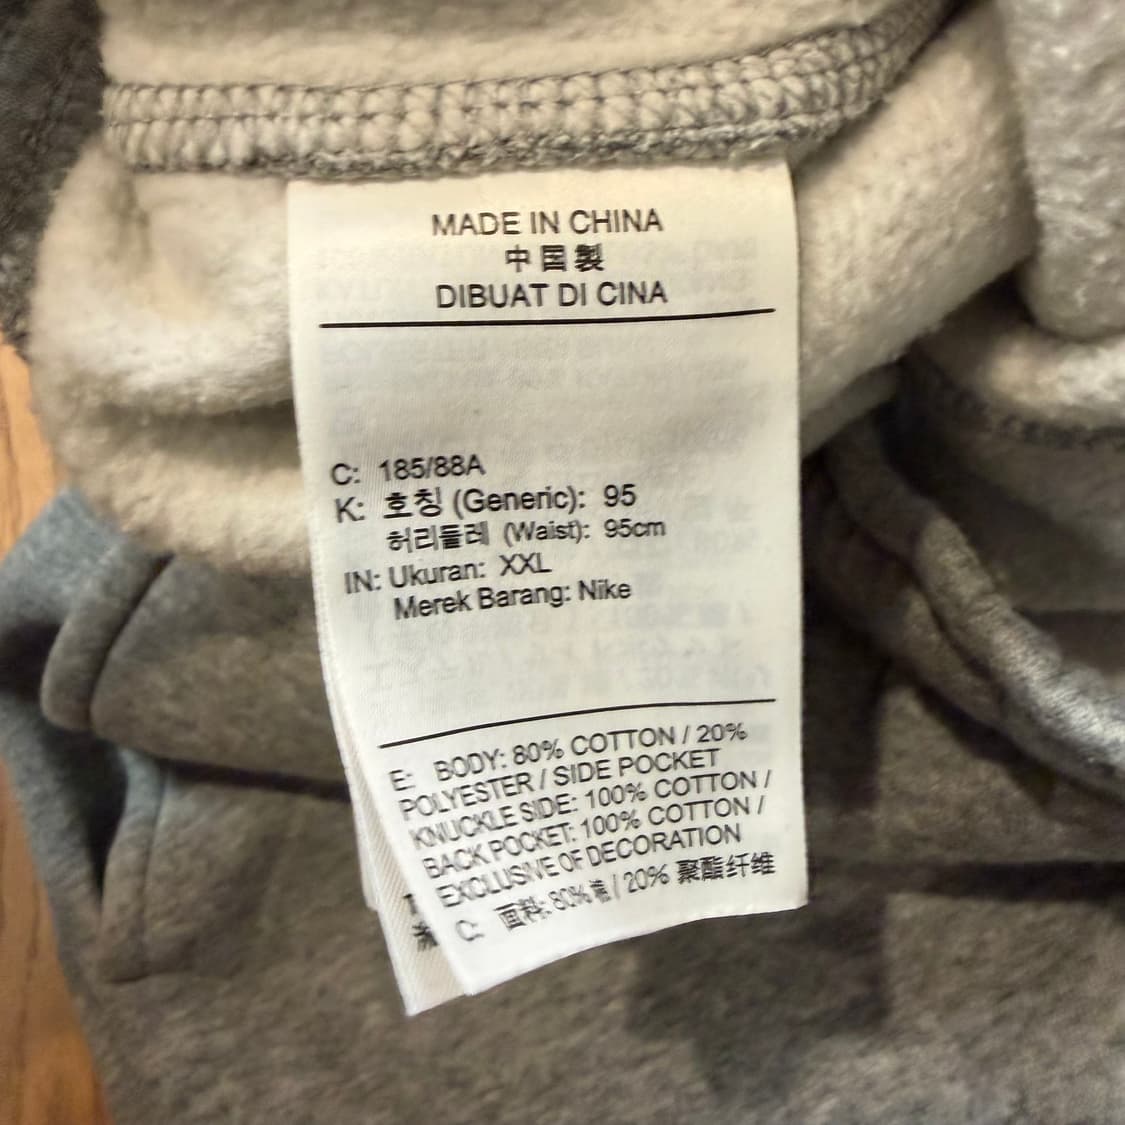 MADE IN CHINA
中国製
DIBUAT DI CINA
C: 185/88A
K: 호칭 (Generic): 95
허리둘레 (Waist): 95cm
IN: Ukuran: XXL
Merek Barang: Nike
E: BODY: 80% COTTON / 20%
POLYESTER / SIDE POCKET
KNUCKLE SIDE: 100% COTTON /
BACK POCKET: 100% COTTON /
EXCLUSIVE OF DECORATION
C: 面料: 80% 棉 / 20% 聚酯纤维